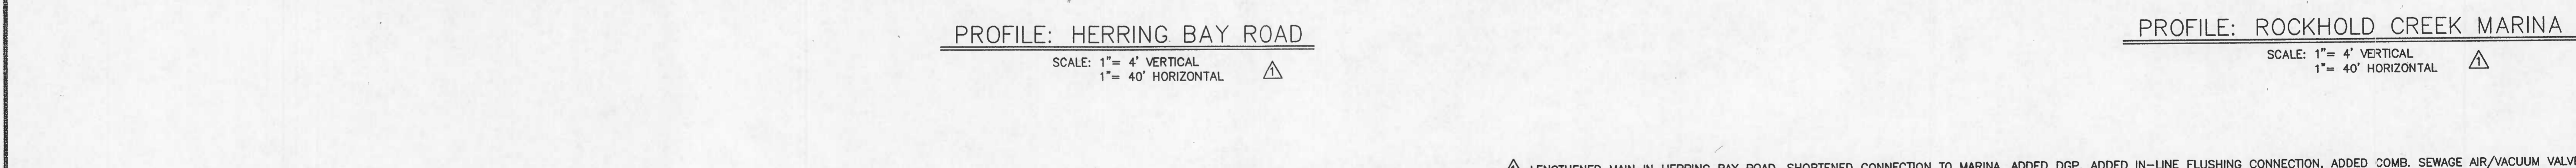 PROFILE: HERRING BAY ROAD
SCALE: 1"= 4' VERTICAL
1"= 40' HORIZONTAL
1
PROFILE: ROCKHOLD CREEK MARINA
SCALE: 1"= 4' VERTICAL
1"= 40' HORIZONTAL
1
LENGTHENED MAIN IN HERRING BAY ROAD, SHORTENED CONNECTION TO MARINA, ADDED DGP, ADDED IN-LINE FLUSHING CONNECTION, ADDED COMB. SEWAGE AIR/VACUUM